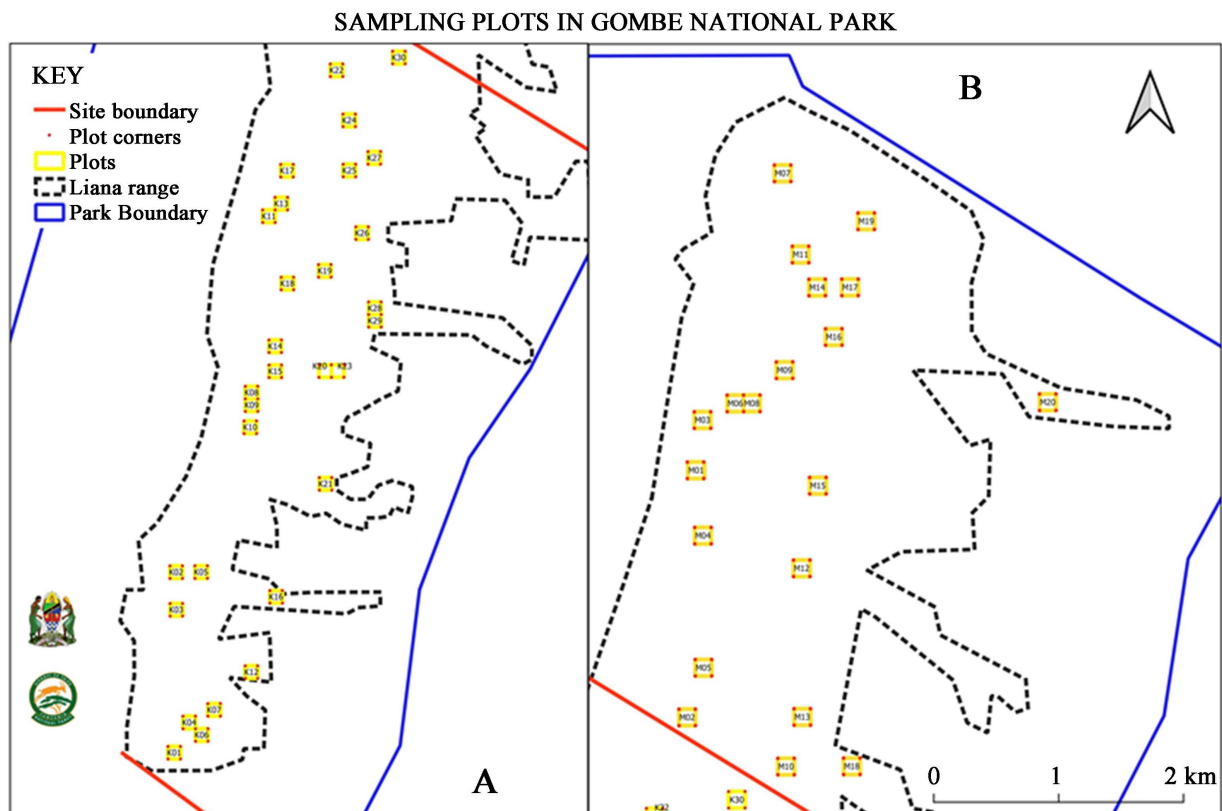 SAMPLING PLOTS IN GOMBE NATIONAL PARK
KEY
Site boundary
Plot corners
Plots
Liana range
Park Boundary
K30
K22
K24
K27
K17
K25
K13
K11
K26
K19
K18
K28
K29
K14
K15
K20
K23
K08
K09
K10
K21
K02
K05
K16
K03
K12
K07
K04
K06
K01
A
B
M07
M19
M11
M14
M17
M16
M09
M20
M06
M08
M03
M01
M15
M04
M12
M05
M02
M13
M10
M18
K30
0
1
2 km